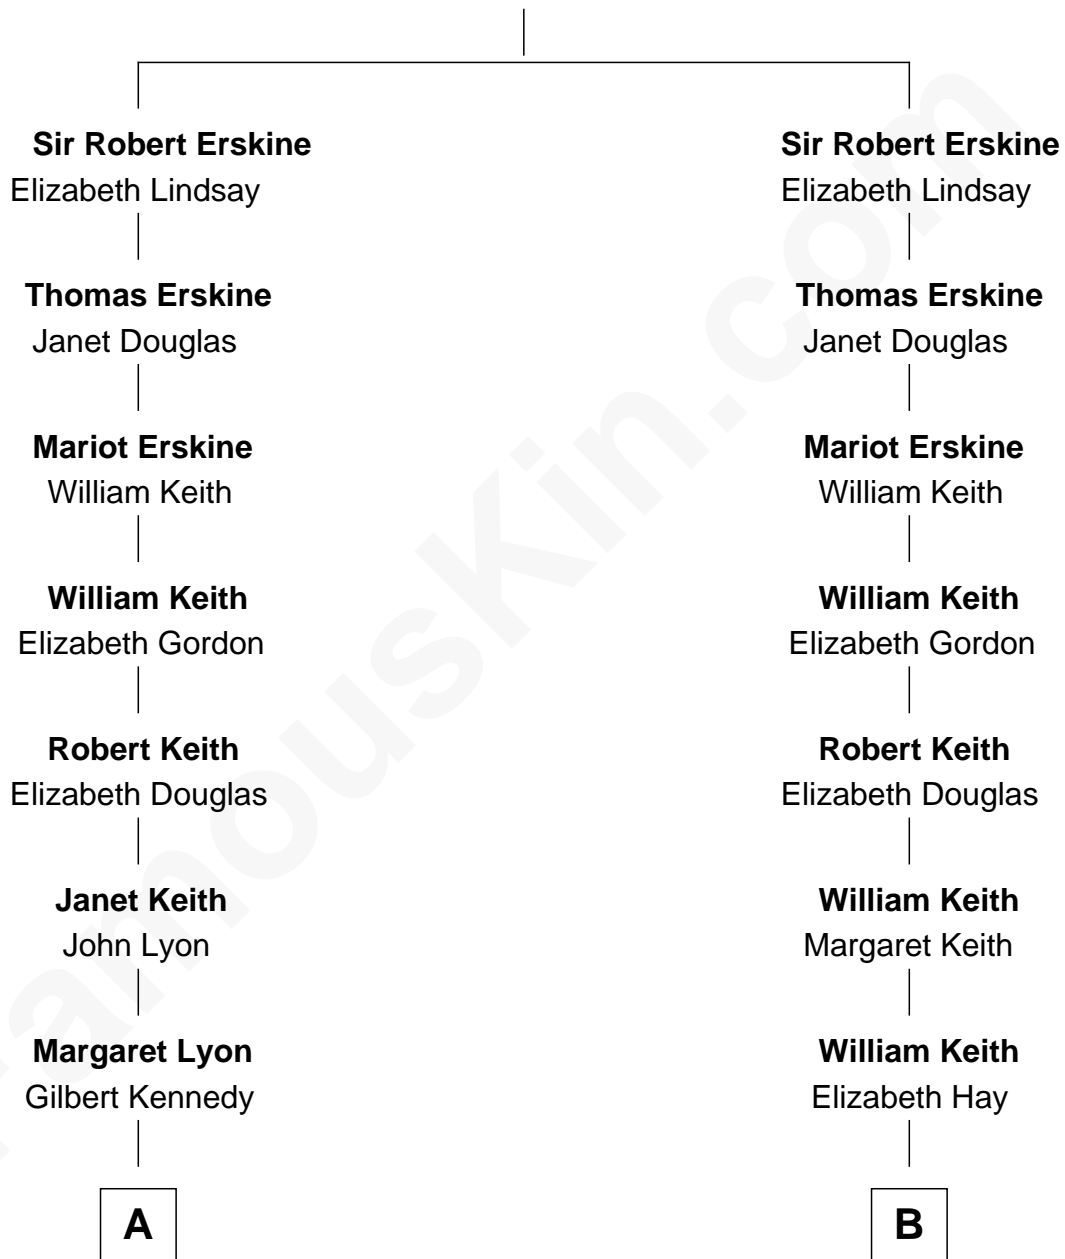 Sir Robert Erskine
Elizabeth Lindsay
Thomas Erskine
Janet Douglas
Mariot Erskine
William Keith
William Keith
Elizabeth Gordon
Robert Keith
Elizabeth Douglas
Janet Keith
John Lyon
Margaret Lyon
Gilbert Kennedy
A
Sir Robert Erskine
Elizabeth Lindsay
Thomas Erskine
Janet Douglas
Mariot Erskine
William Keith
William Keith
Elizabeth Gordon
Robert Keith
Elizabeth Douglas
William Keith
Margaret Keith
William Keith
Elizabeth Hay
B
FamousKin.com